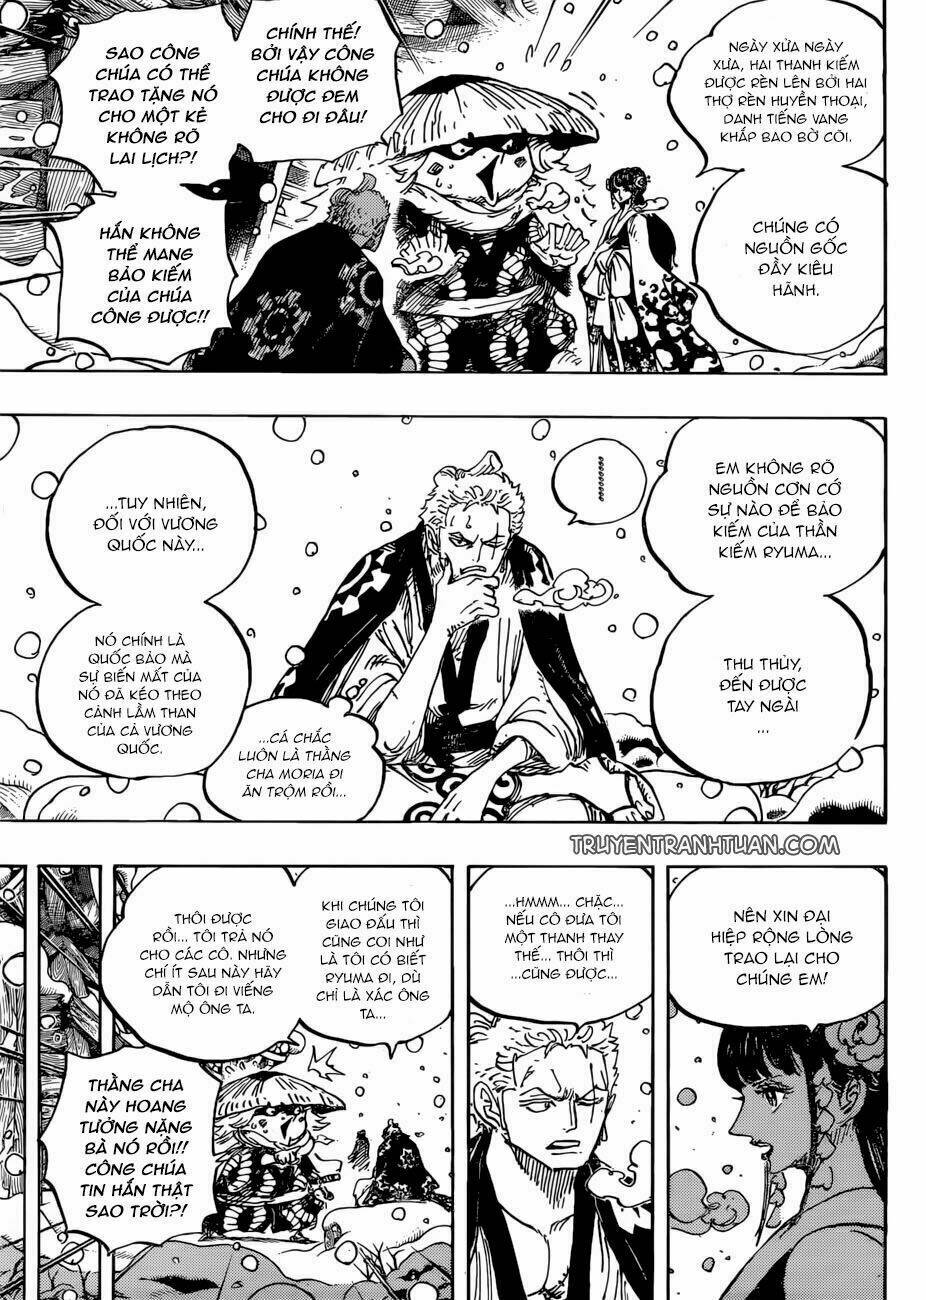 NGÀY XỬA NGÀY
XƯA, HAI THANH KIẾM
ĐƯỢC RÈN LÊN BỞI HAI
THỢ RÈN HUYỀN THOẠI,
DANH TIẾNG VANG
KHẮP BAO BỜ CÕI.
CHÚNG CÓ
NGUỒN GỐC
ĐẦY KIÊU
HÃNH.
CHÍNH THẾ!
BỞI VẬY CÔNG
CHÚA KHÔNG
ĐƯỢC ĐEM
CHO ĐI ĐÂU!
SAO CÔNG
CHÚA CÓ THỂ
TRAO TẶNG NÓ
CHO MỘT KẺ
KHÔNG RÕ
LAI LỊCH?!
HẮN KHÔNG
THỂ MANG
BẢO KIẾM
CỦA CHÚA
CÔNG ĐƯỢC!!
EM KHÔNG RÕ
NGUỒN CƠN CỚ
SỰ NÀO ĐỂ BẢO
KIẾM CỦA THẦN
KIẾM RYUMA...
THU THỦY,
ĐẾN ĐƯỢC
TAY NGÀI
...
...TUY NHIÊN,
ĐỐI VỚI VƯƠNG
QUỐC NÀY...
NÓ CHÍNH LÀ
QUỐC BẢO MÀ
SỰ BIẾN MẤT CỦA
NÓ ĐÃ KÉO THEO
CẢNH LẦM THAN
CỦA CẢ VƯƠNG
QUỐC.
...CÁ CHẮC
LUÔN LÀ THẰNG
CHA MORIA ĐI
ĂN TRỘM RỒI...
TRUYENTRANHTUAN.COM
NÊN XIN ĐẠI
HIỆP RỘNG LÒNG
TRAO LẠI CHO
CHÚNG EM!
...HMMM... CHẶC...
NẾU CÔ ĐƯA TÔI
MỘT THANH THAY
THẾ... THÔI THÌ
...CŨNG ĐƯỢC...
KHI CHÚNG TÔI
GIAO ĐẤU THÌ
CŨNG COI NHƯ
LÀ TÔI CÓ BIẾT
RYUMA ĐI, DÙ
CHỈ LÀ XÁC ÔNG
TA...
THÔI ĐƯỢC
RỒI... TÔI TRẢ NÓ
CHO CÁC CÔ. NHƯNG
CHÍ ÍT SAU NÀY HÃY
DẪN TÔI ĐI VIẾNG
MỘ ÔNG TA.
THẰNG CHA
NÀY HOANG
TƯỞNG NẶNG
BÀ NÓ RỒI!!
CÔNG CHÚA
TIN HẮN THẬT
SAO TRỜI?!